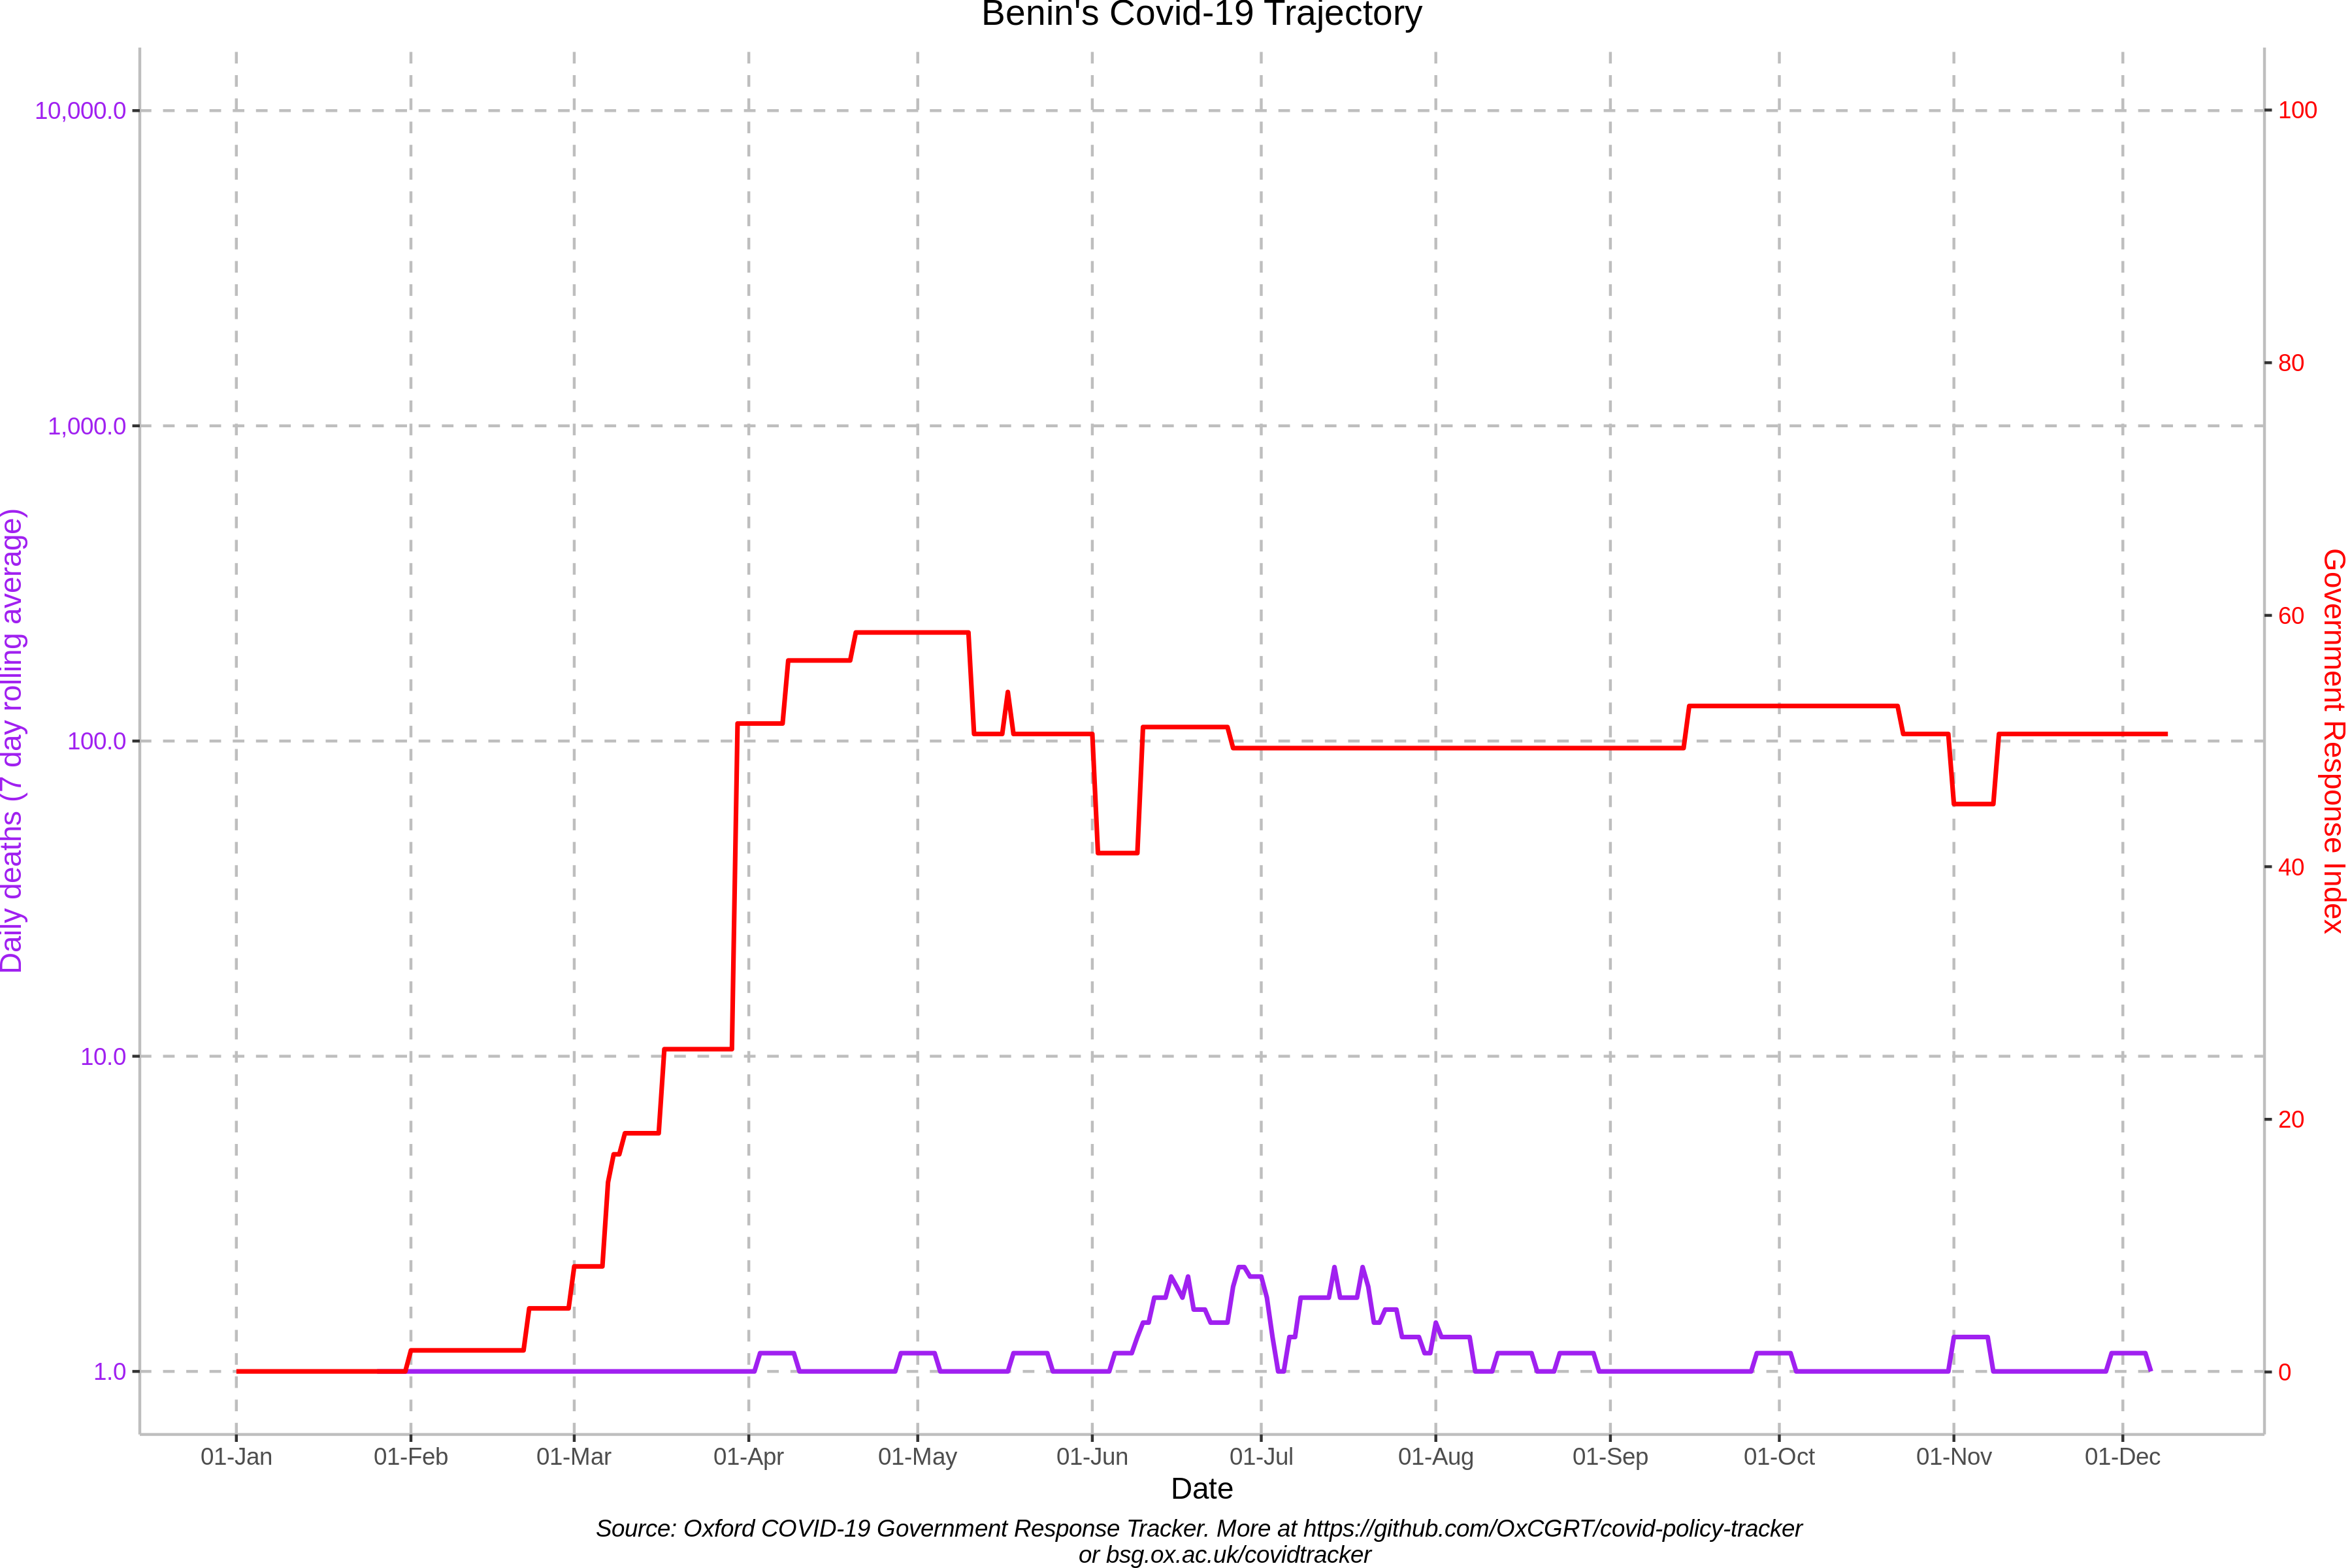 Benin's Covid-19 Trajectory
10,000.0
1,000.0
100.0
10.0
1.0
Daily deaths (7 day rolling average)
100
80
60
40
20
0
Government Response Index
01-Jan
01-Feb
01-Mar
01-Apr
01-May
01-Jun
01-Jul
01-Aug
01-Sep
01-Oct
01-Nov
01-Dec
Date
Source: Oxford COVID-19 Government Response Tracker. More at https://github.com/OxCGRT/covid-policy-tracker
or bsg.ox.ac.uk/covidtracker